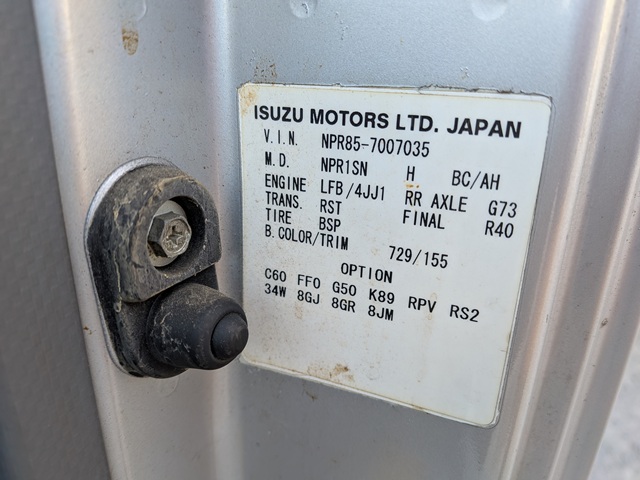 ISUZU MOTORS LTD. JAPAN
V.I.N. NPR85-7007035
M.D. NPR1SN H BC/AH
ENGINE LFB/4JJ1 RR AXLE G73
TRANS. RST FINAL R40
TIRE BSP
B.COLOR/TRIM 729/155
OPTION
C60 FF0 G50 K89 RPV RS2
34W 8GJ 8GR 8JM